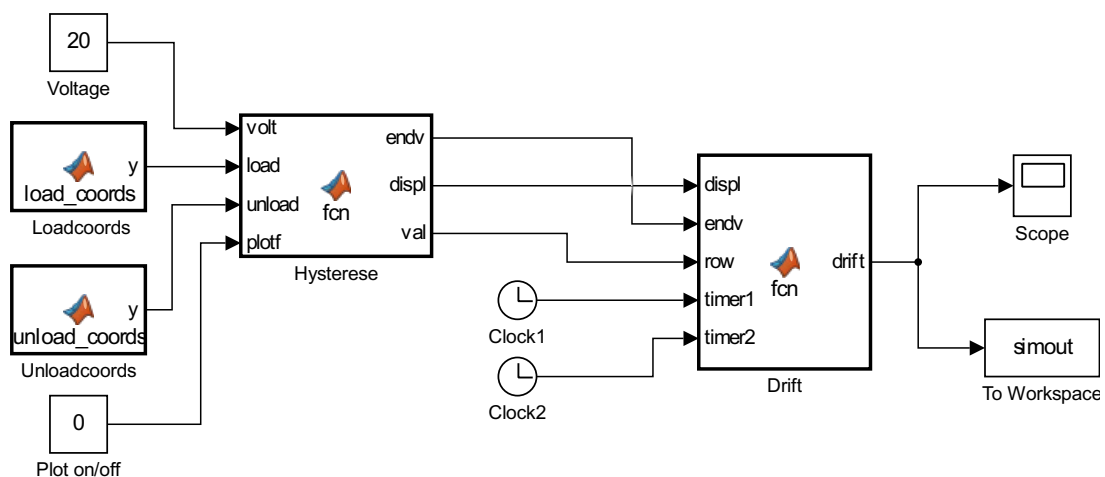 20
Voltage
y
load_coords
Loadcoords
y
unload_coords
Unloadcoords
0
Plot on/off
volt
load
unload
plotf
endv
displ
val
fcn
Hysterese
Clock1
Clock2
displ
endv
row
timer1
timer2
drift
fcn
Drift
Scope
simout
To Workspace